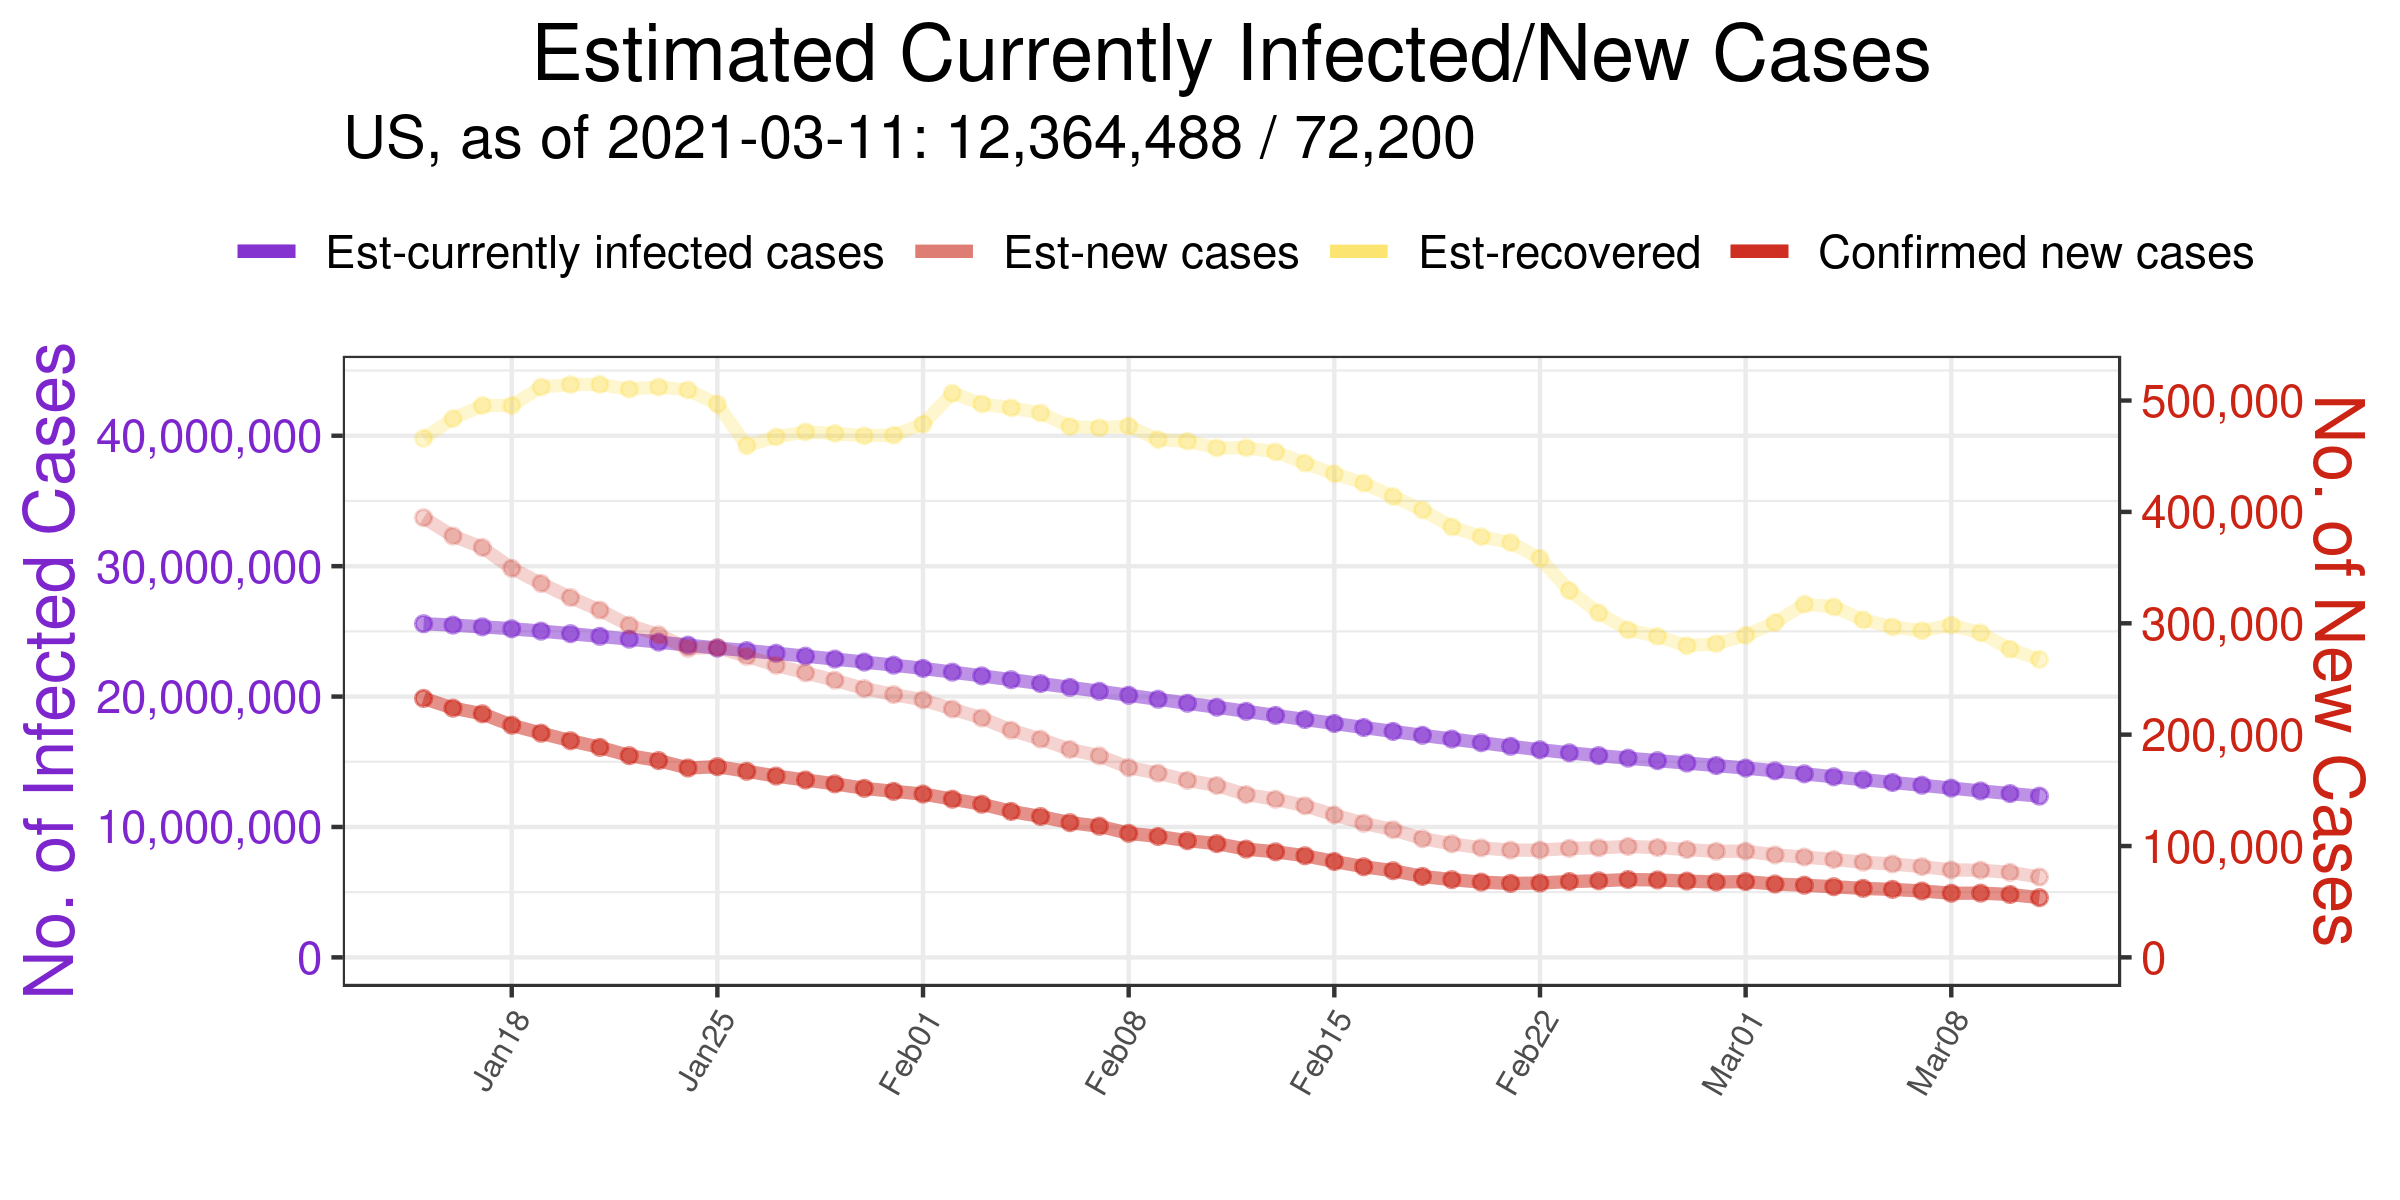 Estimated Currently Infected/New Cases
US, as of 2021-03-11: 12,364,488 / 72,200
Est-currently infected cases Est-new cases Est-recovered Confirmed new cases
No. of Infected Cases
40,000,000
30,000,000
20,000,000
10,000,000
0
500,000
400,000
300,000
200,000
100,000
0
No. of New Cases
Jan18 Jan25 Feb01 Feb08 Feb15 Feb22 Mar01 Mar08